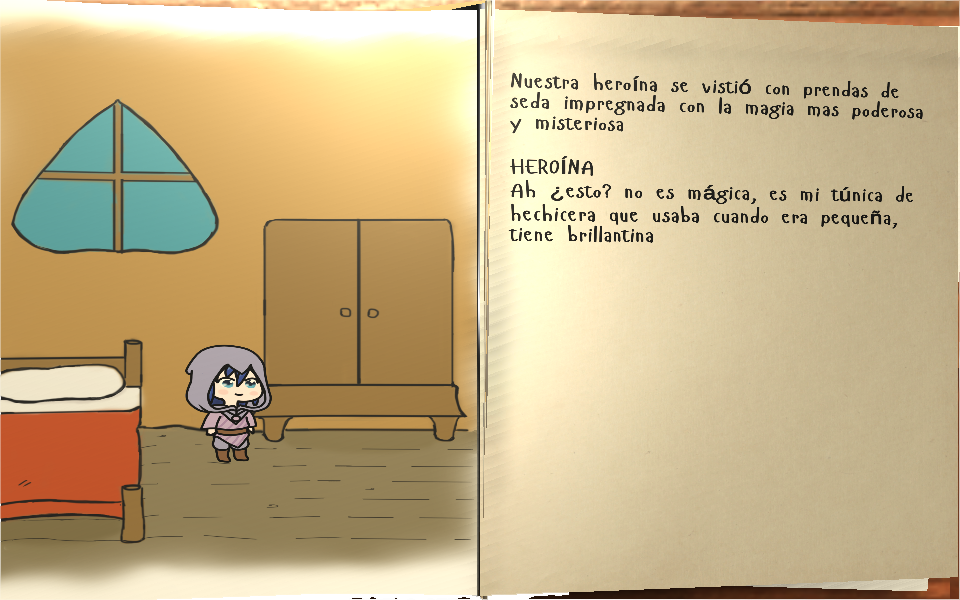 Nuestra heroína se vistió con prendas de
seda impregnada con la magia mas poderosa
y misteriosa
HEROÍNA
Ah ¿esto? no es mágica, es mi túnica de
hechicera que usaba cuando era pequeña,
tiene brillantina